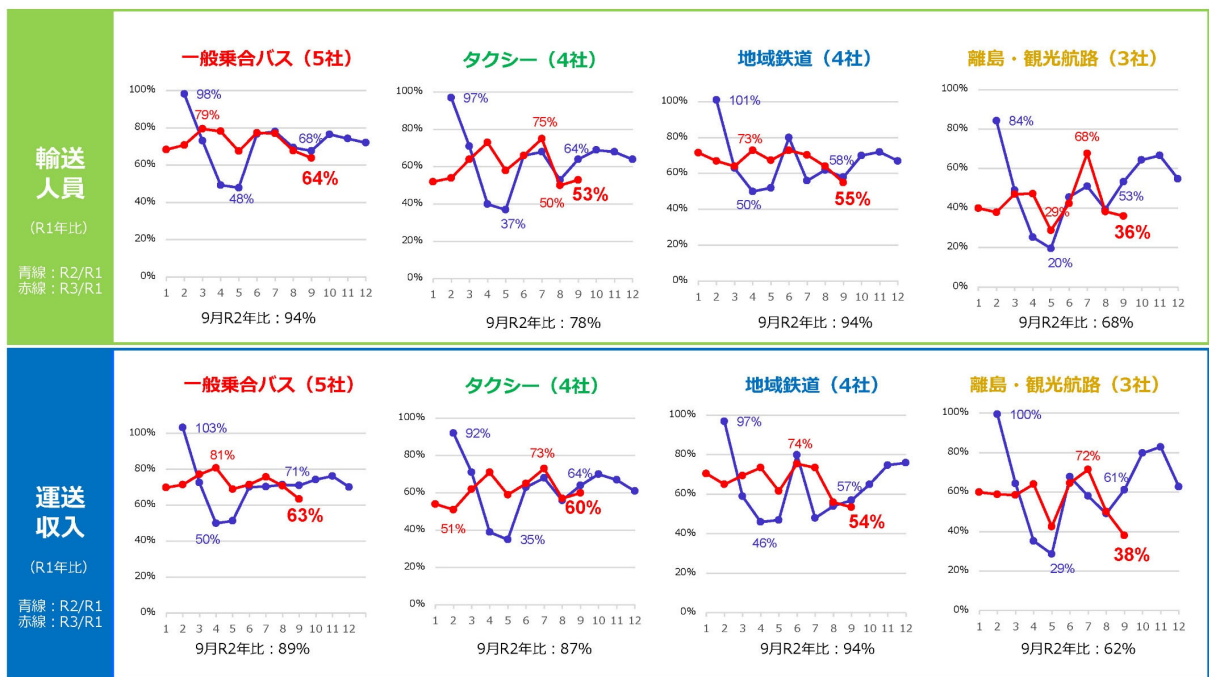 輸送
人員
(R1年比)
青線：R2/R1
赤線：R3/R1
一般乗合バス（5社）
100%
80%
60%
40%
20%
0%
98%
79%
48%
68%
64%
1 2 3 4 5 6 7 8 9 10 11 12
9月R2年比：94%
タクシー（4社）
100%
80%
60%
40%
20%
0%
97%
37%
75%
50%
64%
53%
1 2 3 4 5 6 7 8 9 10 11 12
9月R2年比：78%
地域鉄道（4社）
100%
80%
60%
40%
20%
0%
101%
73%
50%
58%
55%
1 2 3 4 5 6 7 8 9 10 11 12
9月R2年比：94%
離島・観光航路（3社）
100%
80%
60%
40%
20%
0%
84%
29%
20%
68%
53%
36%
1 2 3 4 5 6 7 8 9 10 11 12
9月R2年比：68%
運送
収入
(R1年比)
青線：R2/R1
赤線：R3/R1
一般乗合バス（5社）
100%
80%
60%
40%
20%
0%
103%
81%
50%
71%
63%
1 2 3 4 5 6 7 8 9 10 11 12
9月R2年比：89%
タクシー（4社）
100%
80%
60%
40%
20%
0%
92%
51%
35%
73%
64%
60%
1 2 3 4 5 6 7 8 9 10 11 12
9月R2年比：87%
地域鉄道（4社）
100%
80%
60%
40%
20%
0%
97%
46%
74%
57%
54%
1 2 3 4 5 6 7 8 9 10 11 12
9月R2年比：94%
離島・観光航路（3社）
100%
80%
60%
40%
20%
0%
100%
29%
72%
61%
38%
1 2 3 4 5 6 7 8 9 10 11 12
9月R2年比：62%